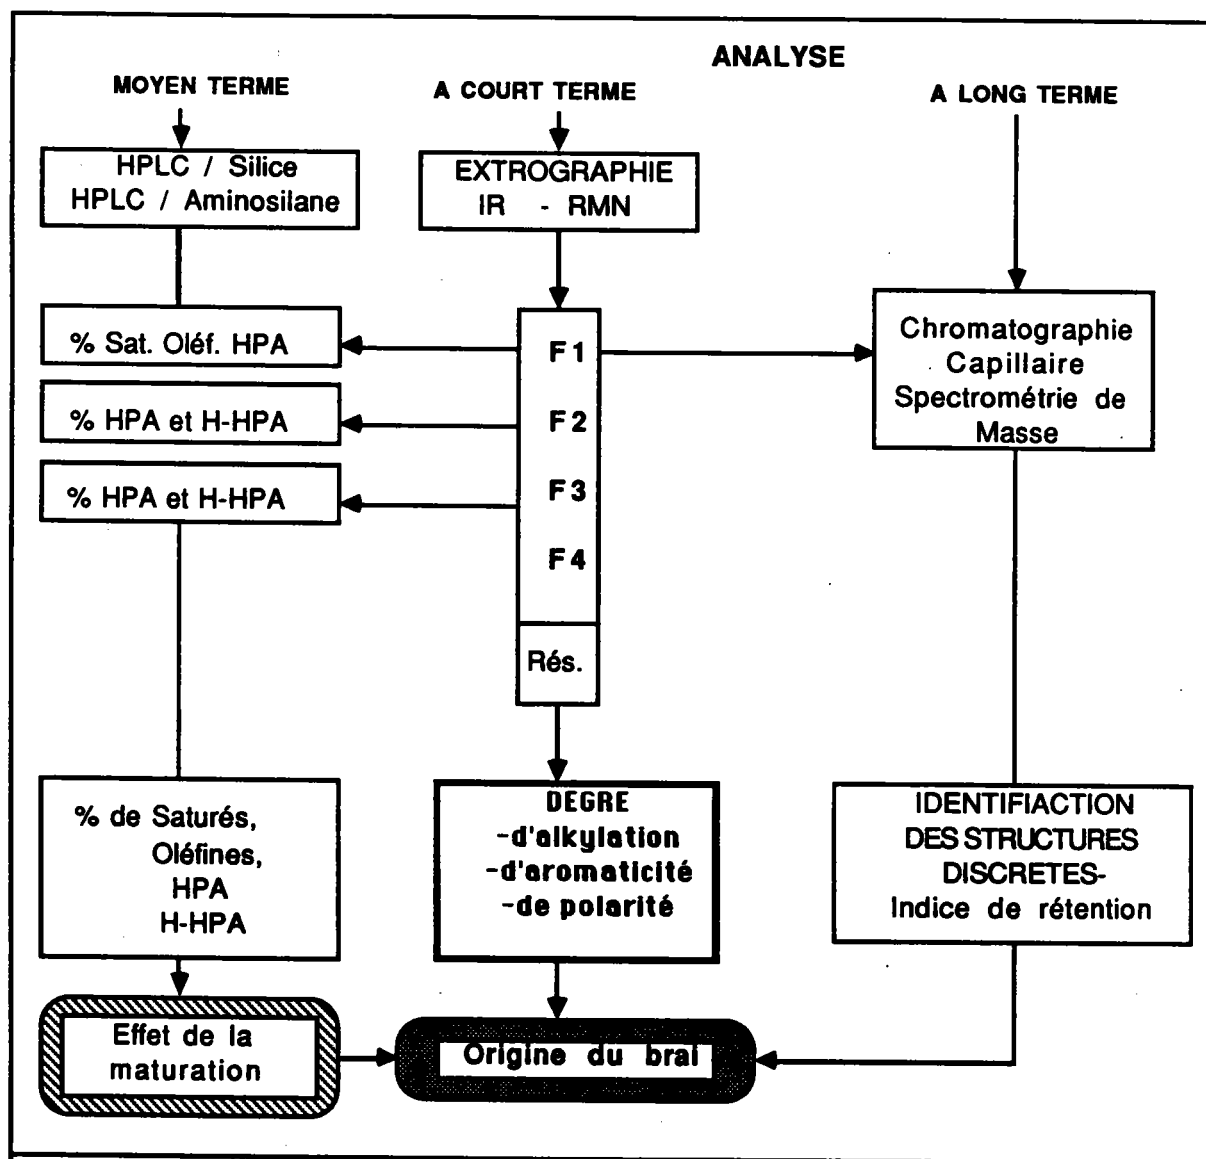 ANALYSE
MOYEN TERME
A COURT TERME
A LONG TERME
HPLC / Silice
HPLC / Aminosilane
EXTROGRAPHIE
IR - RMN
% Sat. Oléf. HPA
% HPA et H-HPA
% HPA et H-HPA
F1
F2
F3
F4
Rés.
Chromatographie
Capillaire
Spectrométrie de
Masse
% de Saturés,
Oléfines,
HPA
H-HPA
DEGRE
-d'alkylation
-d'aromaticité
-de polarité
IDENTIFIACTION
DES STRUCTURES
DISCRETES-
Indice de rétention
Effet de la
maturation
Origine du brai